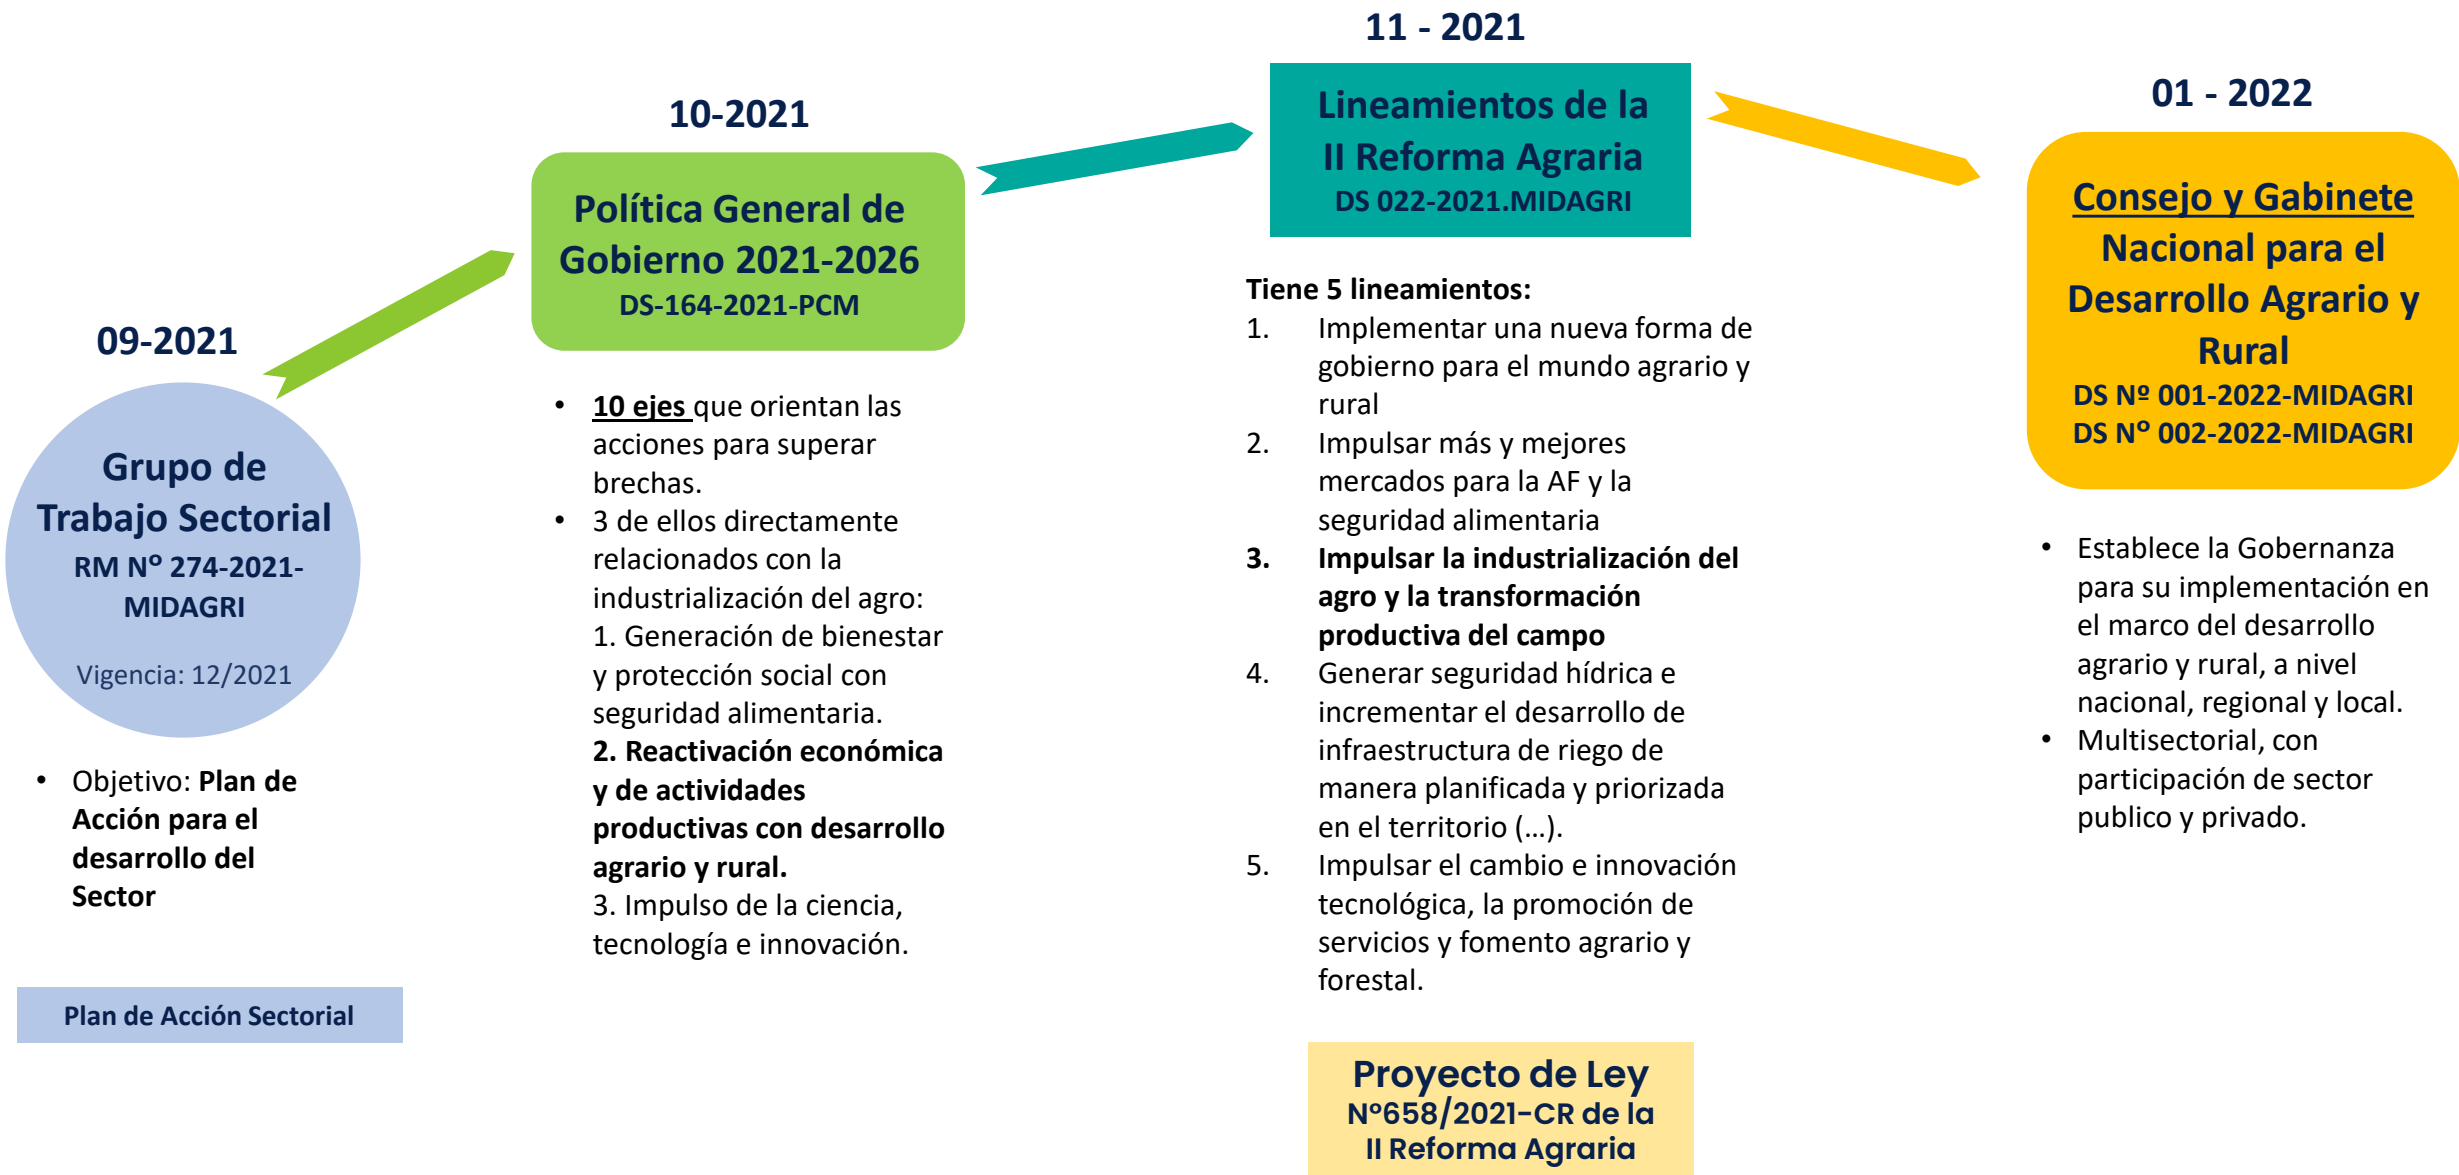 09-2021
Grupo de
Trabajo Sectorial
RM Nº 274-2021-
MIDAGRI
Vigencia: 12/2021
• Objetivo: Plan de
Acción para el
desarrollo del
Sector
Plan de Acción Sectorial
10-2021
Política General de
Gobierno 2021-2026
DS-164-2021-PCM
• 10 ejes que orientan las
acciones para superar
brechas.
• 3 de ellos directamente
relacionados con la
industrialización del agro:
1. Generación de bienestar
y protección social con
seguridad alimentaria.
2. Reactivación económica
y de actividades
productivas con desarrollo
agrario y rural.
3. Impulso de la ciencia,
tecnología e innovación.
11 - 2021
Lineamientos de la
II Reforma Agraria
DS 022-2021.MIDAGRI
Tiene 5 lineamientos:
1. Implementar una nueva forma de
gobierno para el mundo agrario y
rural
2. Impulsar más y mejores
mercados para la AF y la
seguridad alimentaria
3. Impulsar la industrialización del
agro y la transformación
productiva del campo
4. Generar seguridad hídrica e
incrementar el desarrollo de
infraestructura de riego de
manera planificada y priorizada
en el territorio (...).
5. Impulsar el cambio e innovación
tecnológica, la promoción de
servicios y fomento agrario y
forestal.
Proyecto de Ley
N°658/2021-CR de la
II Reforma Agraria
01 - 2022
Consejo y Gabinete
Nacional para el
Desarrollo Agrario y
Rural
DS Nº 001-2022-MIDAGRI
DS N° 002-2022-MIDAGRI
• Establece la Gobernanza
para su implementación en
el marco del desarrollo
agrario y rural, a nivel
nacional, regional y local.
• Multisectorial, con
participación de sector
publico y privado.